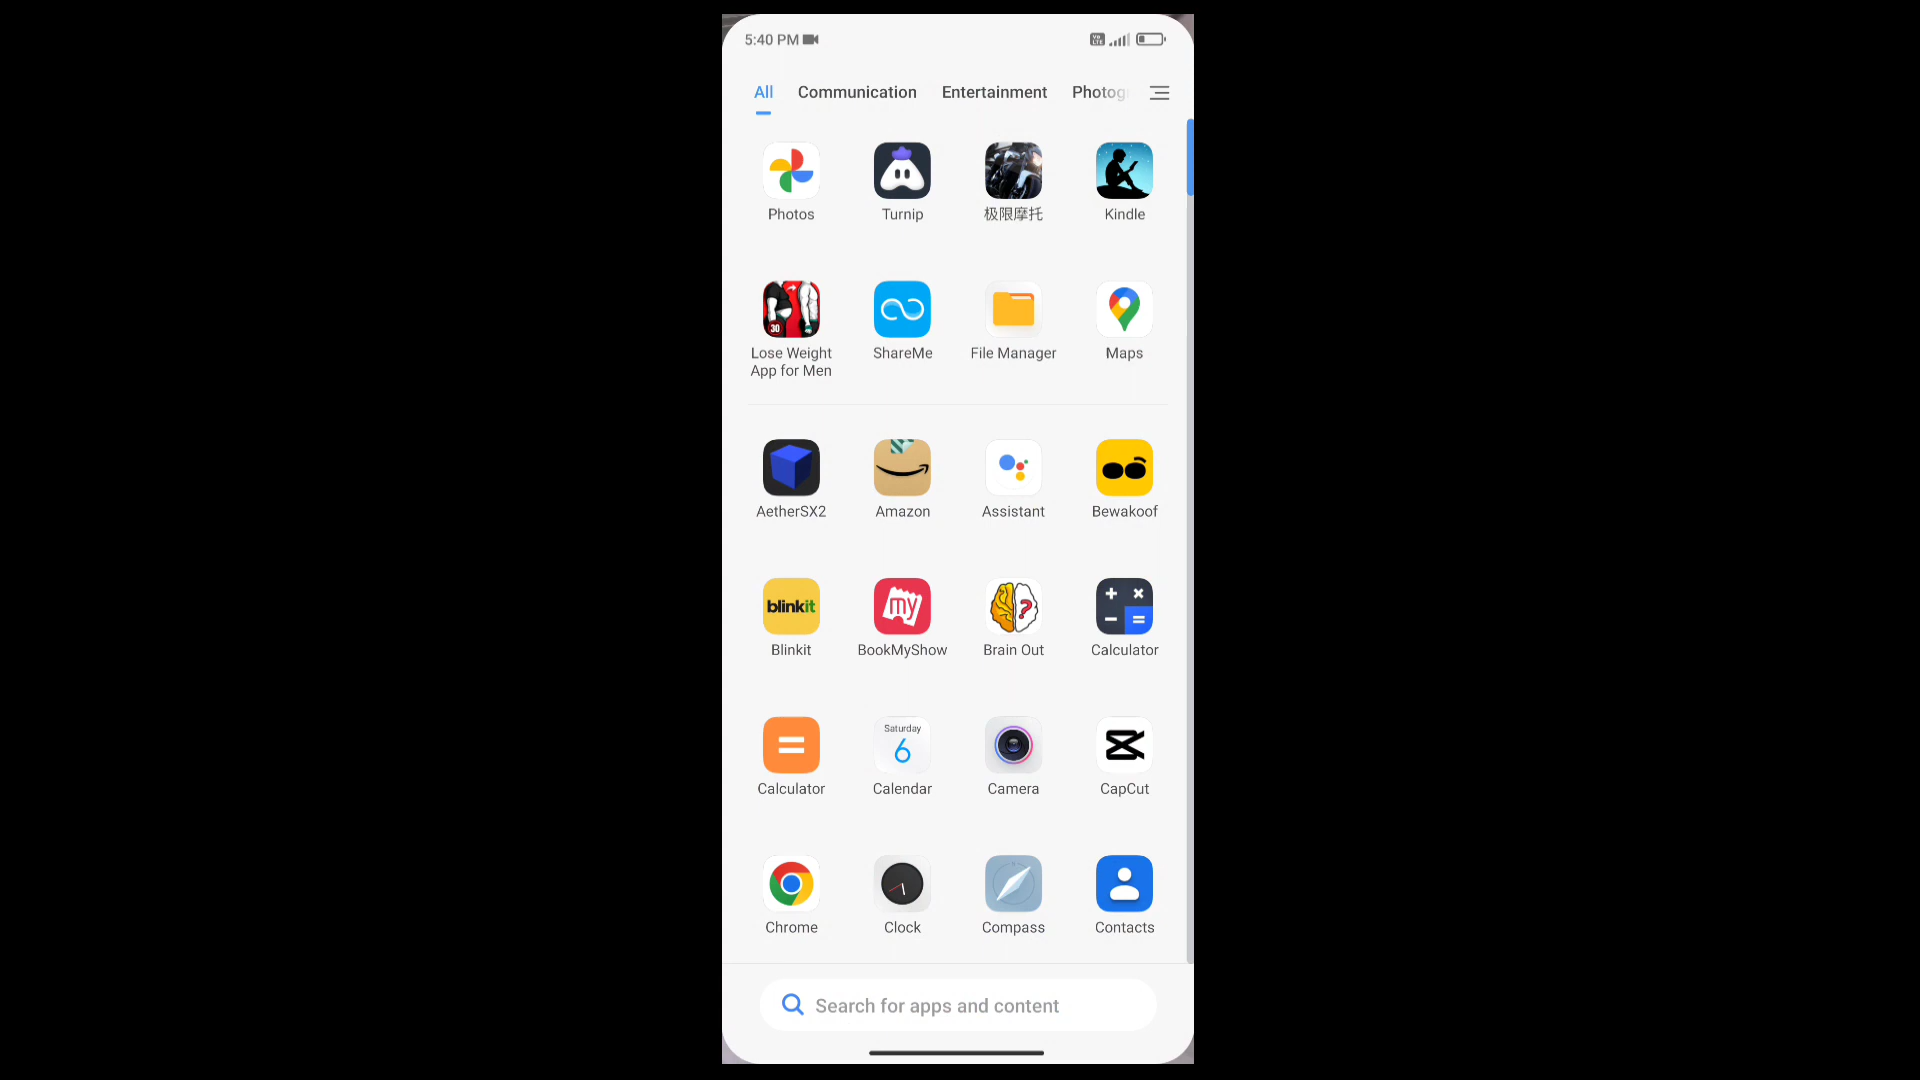 5:40 PM
Vo LTE
All Communication Entertainment Photog
Photos Turnip 极限摩托 Kindle
30
Lose Weight App for Men ShareMe File Manager Maps
AetherSX2 Amazon Assistant Bewakoof
blinkit my
Blinkit BookMyShow Brain Out Calculator
Saturday
6
Calculator Calendar Camera CapCut
Chrome Clock Compass Contacts
Search for apps and content